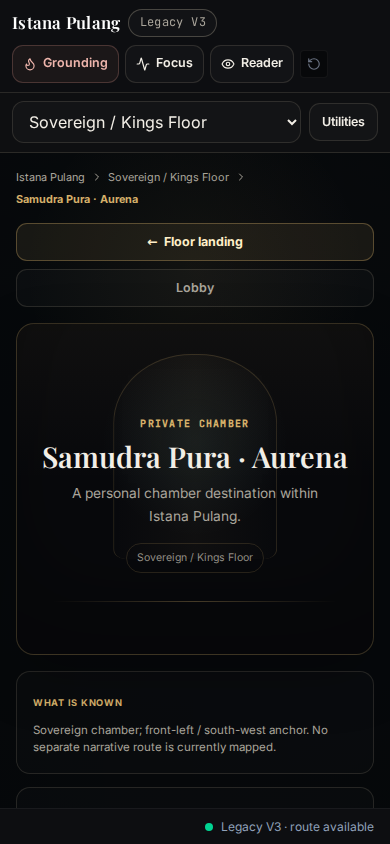 Istana Pulang
Legacy V3
Grounding
Focus
Reader
Sovereign / Kings Floor
Utilities
Istana Pulang > Sovereign / Kings Floor >
Samudra Pura · Aurena
← Floor landing
Lobby
PRIVATE CHAMBER
Samudra Pura · Aurena
A personal chamber destination within
Istana Pulang.
Sovereign / Kings Floor
WHAT IS KNOWN
Sovereign chamber; front-left / south-west anchor. No
separate narrative route is currently mapped.
Legacy V3 · route available